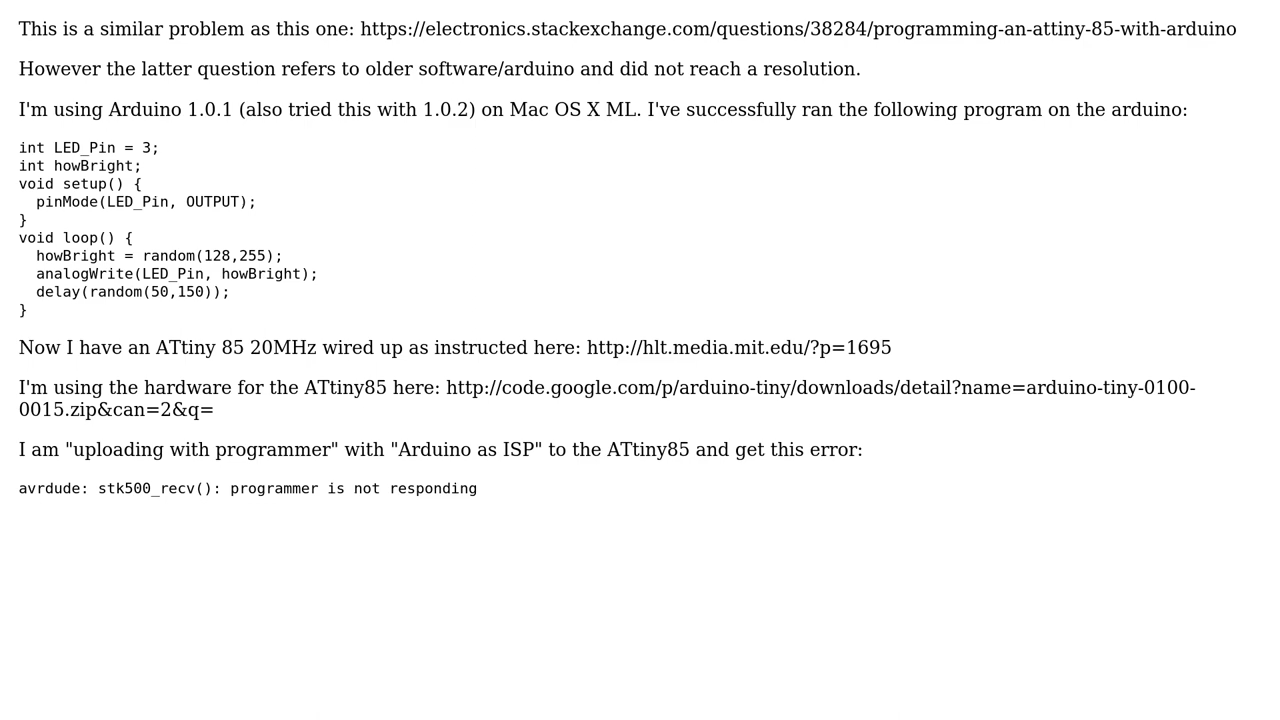 This is a similar problem as this one: https://electronics.stackexchange.com/questions/38284/programming-an-attiny-85-with-arduino
However the latter question refers to older software/arduino and did not reach a resolution.
I'm using Arduino 1.0.1 (also tried this with 1.0.2) on Mac OS X ML. I've successfully ran the following program on the arduino:
int LED_Pin = 3;
int howBright;
void setup() {
  pinMode(LED_Pin, OUTPUT);
}
void loop() {
  howBright = random(128,255);
  analogWrite(LED_Pin, howBright);
  delay(random(50,150));
}
Now I have an ATtiny 85 20MHz wired up as instructed here: http://hlt.media.mit.edu/?p=1695
I'm using the hardware for the ATtiny85 here: http://code.google.com/p/arduino-tiny/downloads/detail?name=arduino-tiny-0100-
0015.zip&can=2&q=
I am "uploading with programmer" with "Arduino as ISP" to the ATtiny85 and get this error:
avrdude: stk500_recv(): programmer is not responding